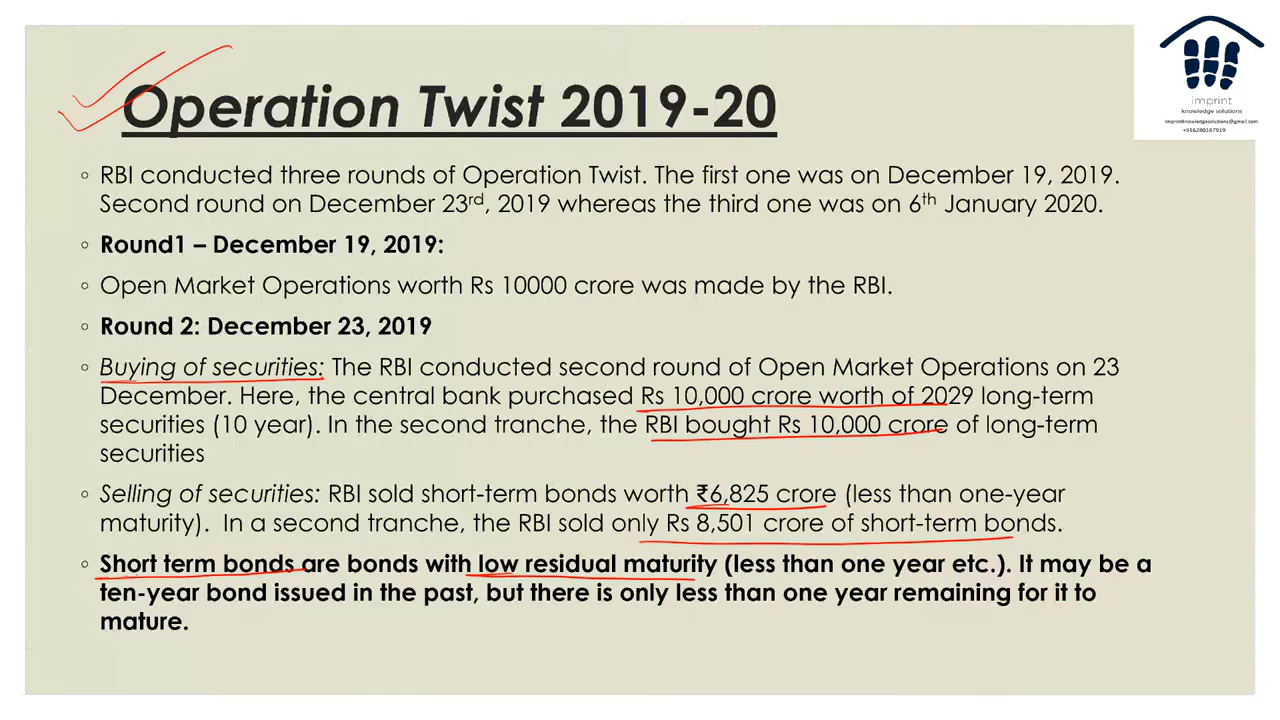 imprint
knowledge solutions
imprintknowledgesolutions@gmail.com
+916280187919
Operation Twist 2019-20
◦ RBI conducted three rounds of Operation Twist. The first one was on December 19, 2019.
Second round on December 23rd, 2019 whereas the third one was on 6th January 2020.
◦ Round1 – December 19, 2019:
◦ Open Market Operations worth Rs 10000 crore was made by the RBI.
◦ Round 2: December 23, 2019
◦ Buying of securities: The RBI conducted second round of Open Market Operations on 23
December. Here, the central bank purchased Rs 10,000 crore worth of 2029 long-term
securities (10 year). In the second tranche, the RBI bought Rs 10,000 crore of long-term
securities
◦ Selling of securities: RBI sold short-term bonds worth ₹6,825 crore (less than one-year
maturity). In a second tranche, the RBI sold only Rs 8,501 crore of short-term bonds.
◦ Short term bonds are bonds with low residual maturity (less than one year etc.). It may be a
ten-year bond issued in the past, but there is only less than one year remaining for it to
mature.